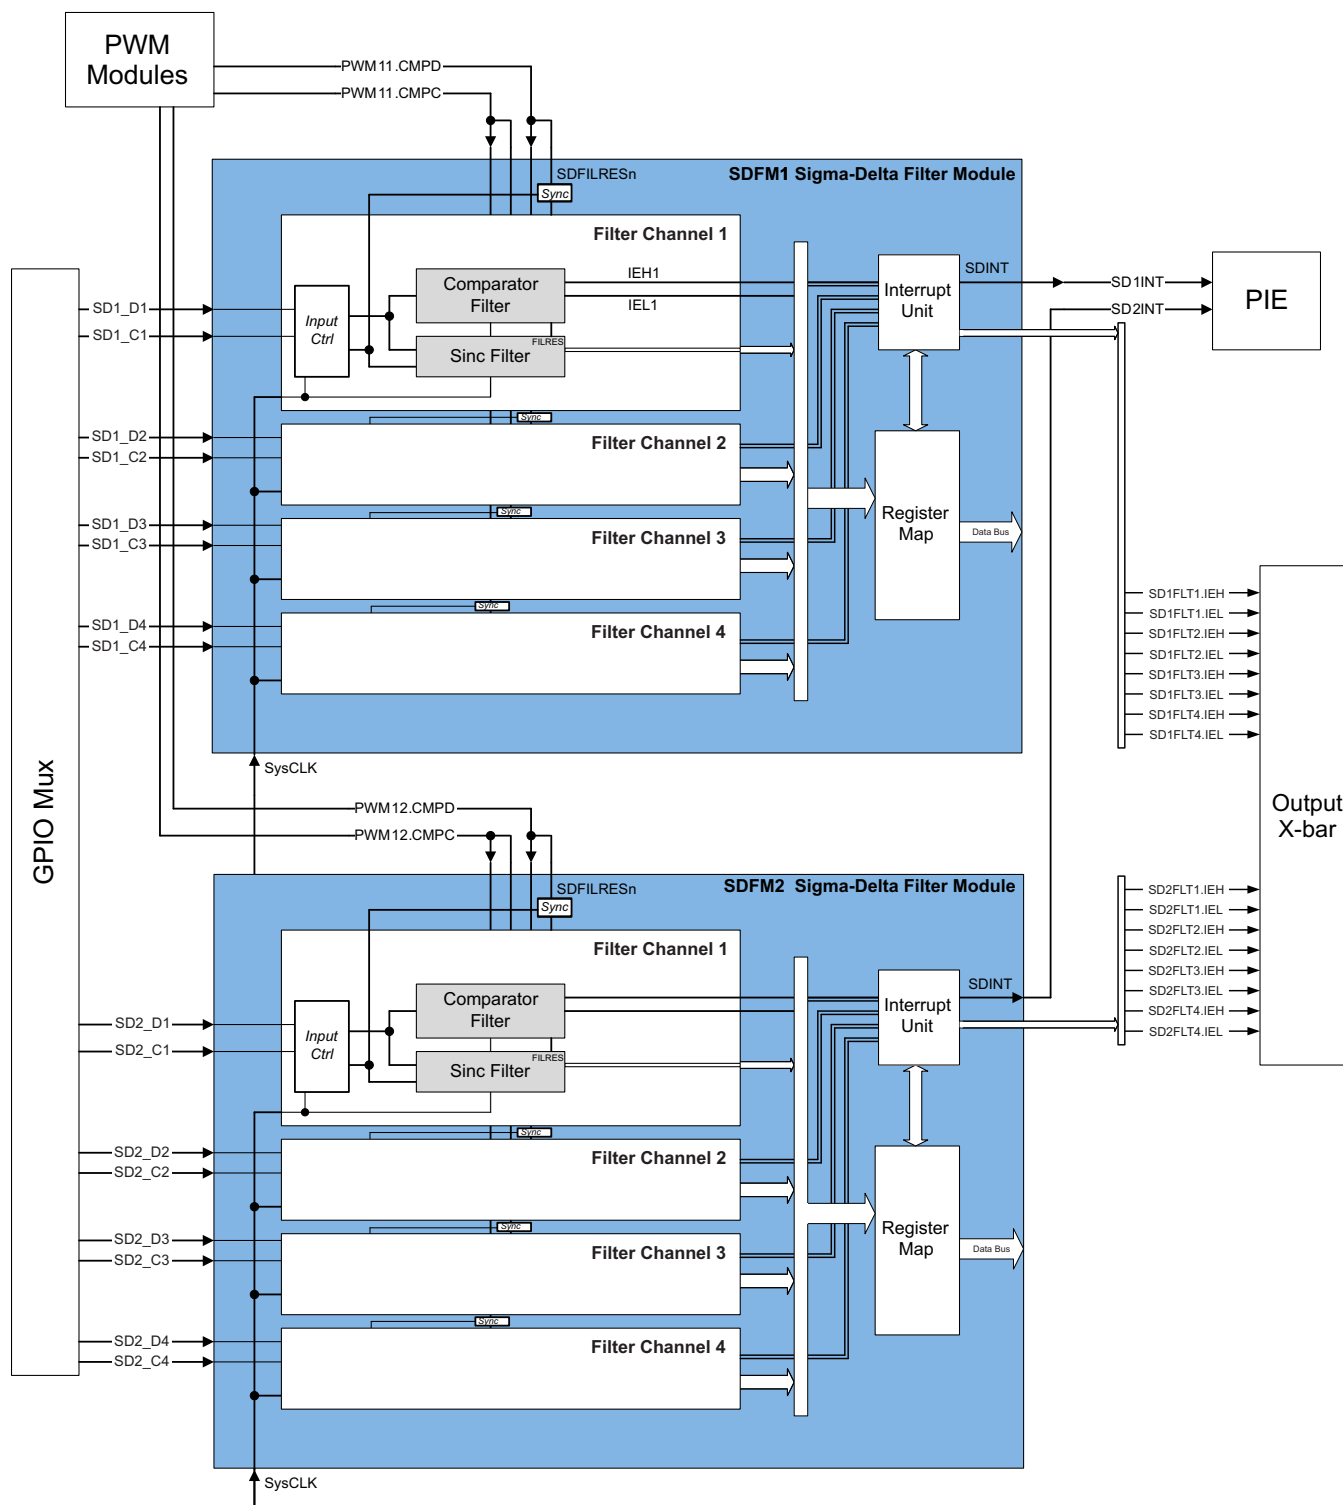 PWM
Modules
PWM11.CMPD
PWM11.CMPC
SDFILRESn
SDFM1 Sigma-Delta Filter Module
Sync
Filter Channel 1
IEH1
IEL1
Comparator
Filter
Input
Ctrl
FILRES
Sinc Filter
Interrupt
Unit
SDINT
SD1INT
SD2INT
PIE
SD1_D1
SD1_C1
Sync
Filter Channel 2
SD1_D2
SD1_C2
Sync
Filter Channel 3
SD1_D3
SD1_C3
Register
Map
Data Bus
Sync
Filter Channel 4
SD1_D4
SD1_C4
SD1FLT1.IEH
SD1FLT1.IEL
SD1FLT2.IEH
SD1FLT2.IEL
SD1FLT3.IEH
SD1FLT3.IEL
SD1FLT4.IEH
SD1FLT4.IEL
SysCLK
GPIO Mux
Output
X-bar
PWM12.CMPD
PWM12.CMPC
SDFILRESn
SDFM2 Sigma-Delta Filter Module
Sync
Filter Channel 1
Comparator
Filter
Input
Ctrl
FILRES
Sinc Filter
Interrupt
Unit
SDINT
SD2_D1
SD2_C1
SD2FLT1.IEH
SD2FLT1.IEL
SD2FLT2.IEH
SD2FLT2.IEL
SD2FLT3.IEH
SD2FLT3.IEL
SD2FLT4.IEH
SD2FLT4.IEL
Sync
Filter Channel 2
SD2_D2
SD2_C2
Sync
Filter Channel 3
SD2_D3
SD2_C3
Register
Map
Data Bus
Sync
Filter Channel 4
SD2_D4
SD2_C4
SysCLK